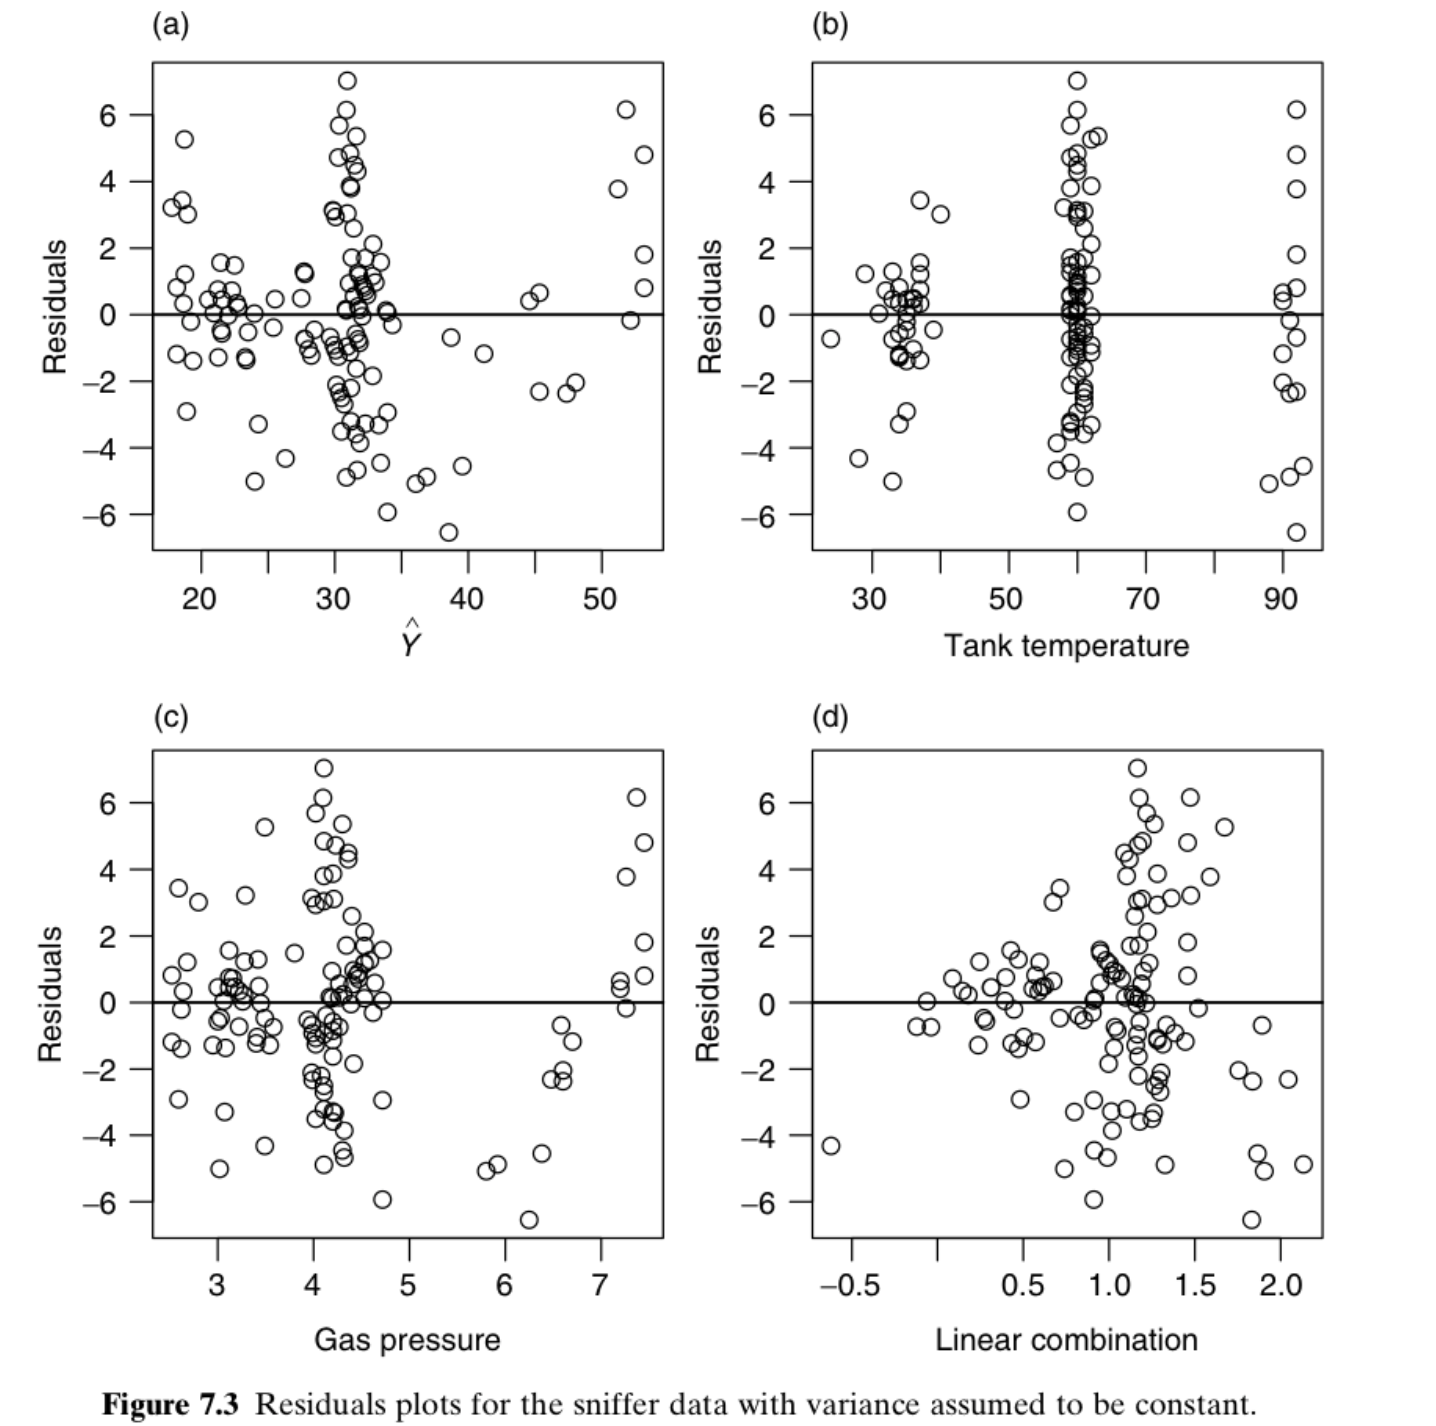 (a)
6
4
2
0
−2
−4
−6
Residuals
20 30 40 50
Ŷ
(b)
6
4
2
0
−2
−4
−6
Residuals
30 50 70 90
Tank temperature
(c)
6
4
2
0
−2
−4
−6
Residuals
3 4 5 6 7
Gas pressure
(d)
6
4
2
0
−2
−4
−6
Residuals
−0.5 0.5 1.0 1.5 2.0
Linear combination
Figure 7.3 Residuals plots for the sniffer data with variance assumed to be constant.